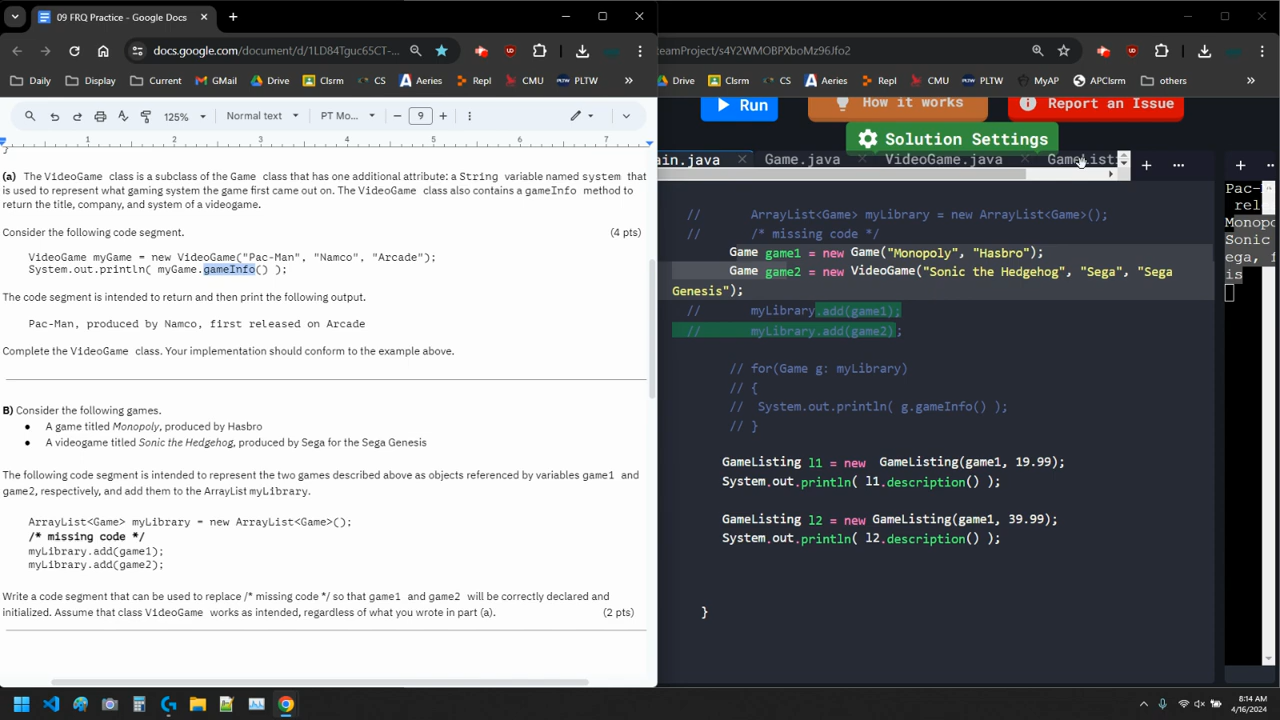 09 FRQ Practice - Google Docs
docs.google.com/document/d/1LD84Tguc65CT-...
teamProject/s4Y2WMOBPXboMz96Jfo2
Daily Display Current GMail Drive Clsrm CS Aeries Repl CMU PLTW
Drive Clsrm CS Aeries Repl CMU PLTW MyAP APClsrm others
125% Normal text PT Mo... 9
Run How it works Report an Issue
Solution Settings
ain.java Game.java VideoGame.java GameListi
1 2 3 4 5 6 7
(a) The VideoGame class is a subclass of the Game class that has one additional attribute: a String variable named system that
is used to represent what gaming system the game first came out on. The VideoGame class also contains a gameInfo method to
return the title, company, and system of a videogame.
Consider the following code segment. (4 pts)
VideoGame myGame = new VideoGame("Pac-Man", "Namco", "Arcade");
System.out.println( myGame.gameInfo() );
The code segment is intended to return and then print the following output.
Pac-Man, produced by Namco, first released on Arcade
Complete the VideoGame class. Your implementation should conform to the example above.
B) Consider the following games.
● A game titled Monopoly, produced by Hasbro
● A videogame titled Sonic the Hedgehog, produced by Sega for the Sega Genesis
The following code segment is intended to represent the two games described above as objects referenced by variables game1 and
game2, respectively, and add them to the ArrayList myLibrary.
ArrayList<Game> myLibrary = new ArrayList<Game>();
/* missing code */
myLibrary.add(game1);
myLibrary.add(game2);
Write a code segment that can be used to replace /* missing code */ so that game1 and game2 will be correctly declared and
initialized. Assume that class VideoGame works as intended, regardless of what you wrote in part (a). (2 pts)
// ArrayList<Game> myLibrary = new ArrayList<Game>();
// /* missing code */
Game game1 = new Game("Monopoly", "Hasbro");
Game game2 = new VideoGame("Sonic the Hedgehog", "Sega", "Sega
Genesis");
// myLibrary.add(game1);
// myLibrary.add(game2);
// for(Game g: myLibrary)
// {
// System.out.println( g.gameInfo() );
// }
GameListing l1 = new GameListing(game1, 19.99);
System.out.println( l1.description() );
GameListing l2 = new GameListing(game1, 39.99);
System.out.println( l2.description() );
}
Pac-
rele
Monopo
Sonic
ega, f
is
8:14 AM
4/16/2024